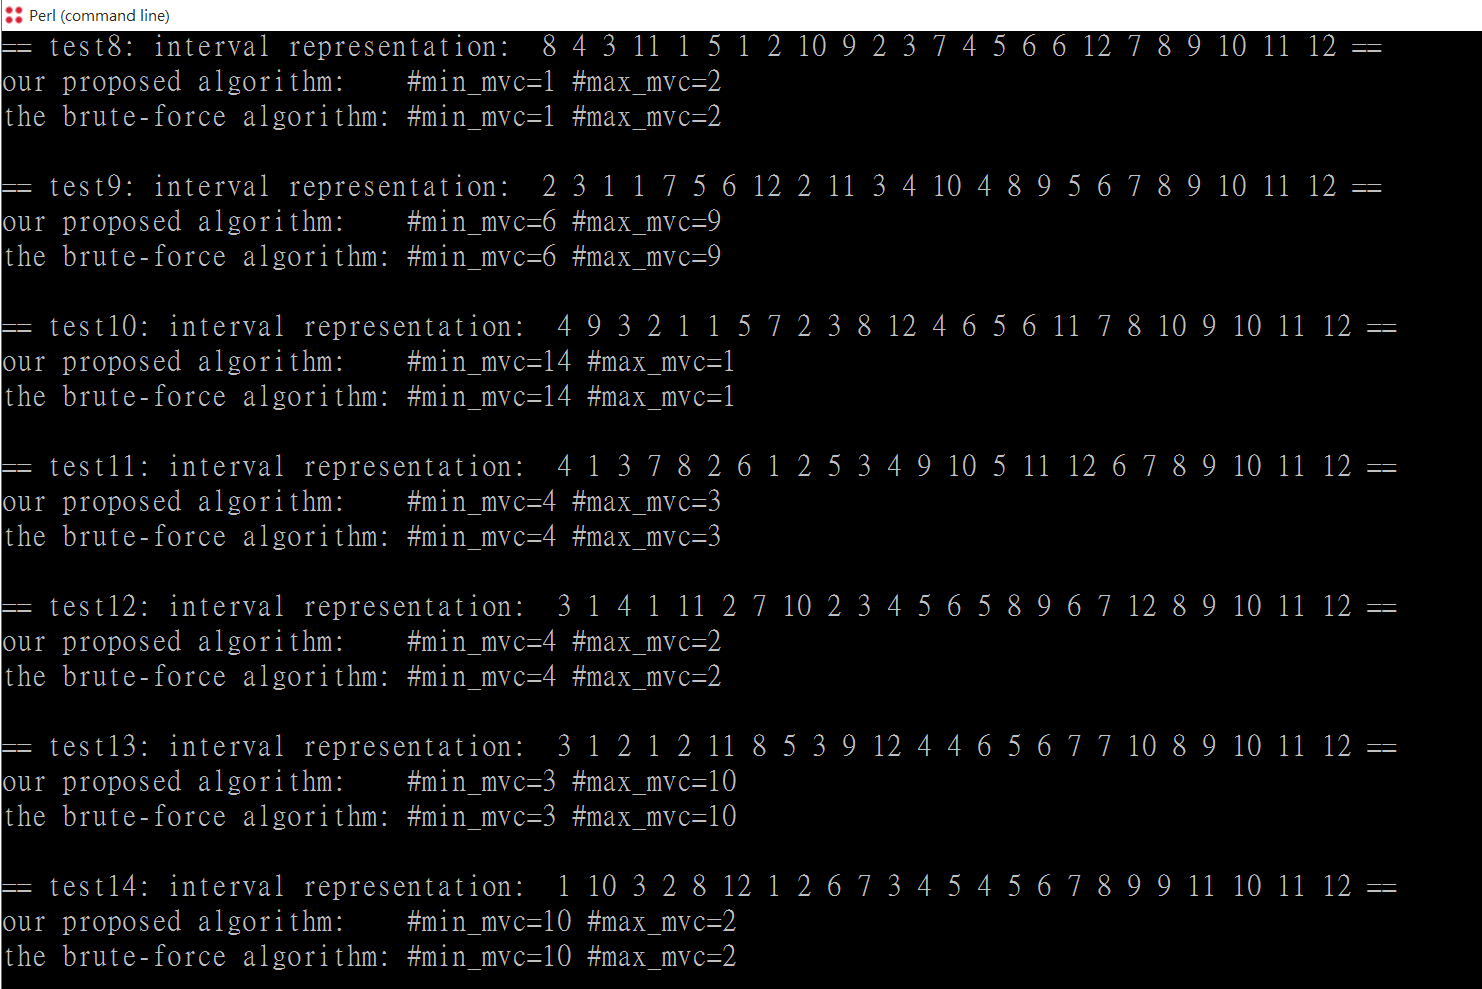 Perl (command line)
== test8: interval representation:  8 4 3 11 1 5 1 2 10 9 2 3 7 4 5 6 6 12 7 8 9 10 11 12 ==
our proposed algorithm:    #min_mvc=1 #max_mvc=2
the brute-force algorithm: #min_mvc=1 #max_mvc=2
== test9: interval representation:  2 3 1 1 7 5 6 12 2 11 3 4 10 4 8 9 5 6 7 8 9 10 11 12 ==
our proposed algorithm:    #min_mvc=6 #max_mvc=9
the brute-force algorithm: #min_mvc=6 #max_mvc=9
== test10: interval representation:  4 9 3 2 1 1 5 7 2 3 8 12 4 6 5 6 11 7 8 10 9 10 11 12 ==
our proposed algorithm:    #min_mvc=14 #max_mvc=1
the brute-force algorithm: #min_mvc=14 #max_mvc=1
== test11: interval representation:  4 1 3 7 8 2 6 1 2 5 3 4 9 10 5 11 12 6 7 8 9 10 11 12 ==
our proposed algorithm:    #min_mvc=4 #max_mvc=3
the brute-force algorithm: #min_mvc=4 #max_mvc=3
== test12: interval representation:  3 1 4 1 11 2 7 10 2 3 4 5 6 5 8 9 6 7 12 8 9 10 11 12 ==
our proposed algorithm:    #min_mvc=4 #max_mvc=2
the brute-force algorithm: #min_mvc=4 #max_mvc=2
== test13: interval representation:  3 1 2 1 2 11 8 5 3 9 12 4 4 6 5 6 7 7 10 8 9 10 11 12 ==
our proposed algorithm:    #min_mvc=3 #max_mvc=10
the brute-force algorithm: #min_mvc=3 #max_mvc=10
== test14: interval representation:  1 10 3 2 8 12 1 2 6 7 3 4 5 4 5 6 7 8 9 9 11 10 11 12 ==
our proposed algorithm:    #min_mvc=10 #max_mvc=2
the brute-force algorithm: #min_mvc=10 #max_mvc=2